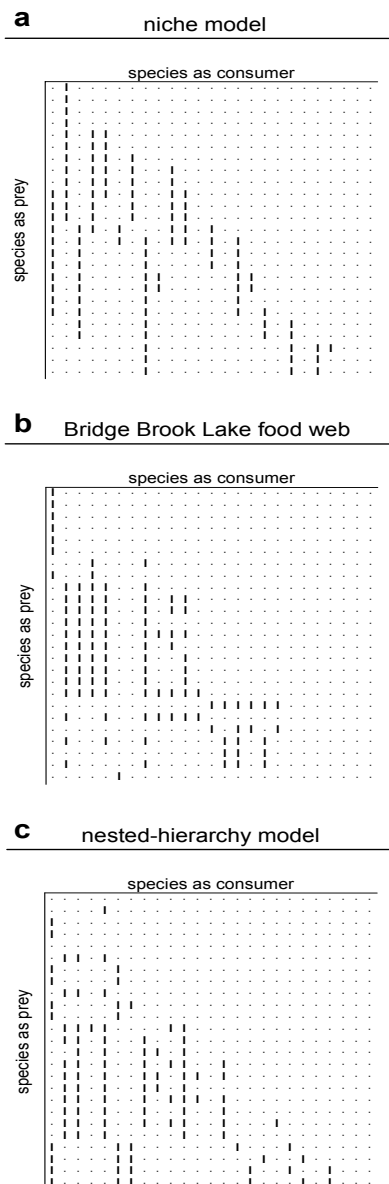 a niche model
species as consumer
species as prey
b Bridge Brook Lake food web
species as consumer
species as prey
c nested-hierarchy model
species as consumer
species as prey